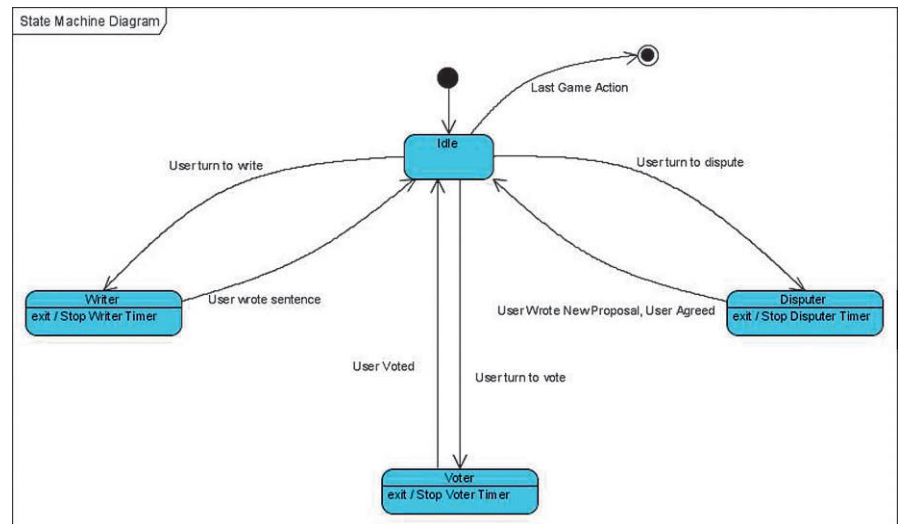 State Machine Diagram
Last Game Action
Idle
User turn to write
User turn to dispute
Writer
exit / Stop Writer Timer
User wrote sentence
Disputer
exit / Stop Disputer Timer
User Wrote New Proposal, User Agreed
User Voted
User turn to vote
Voter
exit / Stop Voter Timer